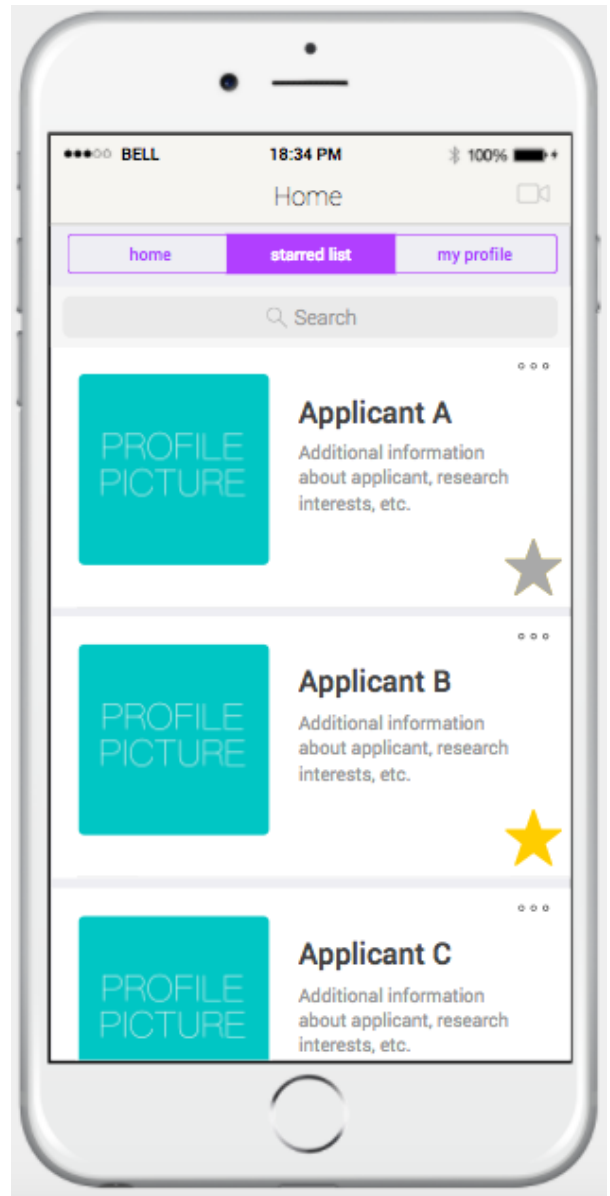 BELL 18:34 PM 100%
Home
home starred list my profile
Search
PROFILE
PICTURE
Applicant A
Additional information
about applicant, research
interests, etc.
PROFILE
PICTURE
Applicant B
Additional information
about applicant, research
interests, etc.
PROFILE
PICTURE
Applicant C
Additional information
about applicant, research
interests, etc.